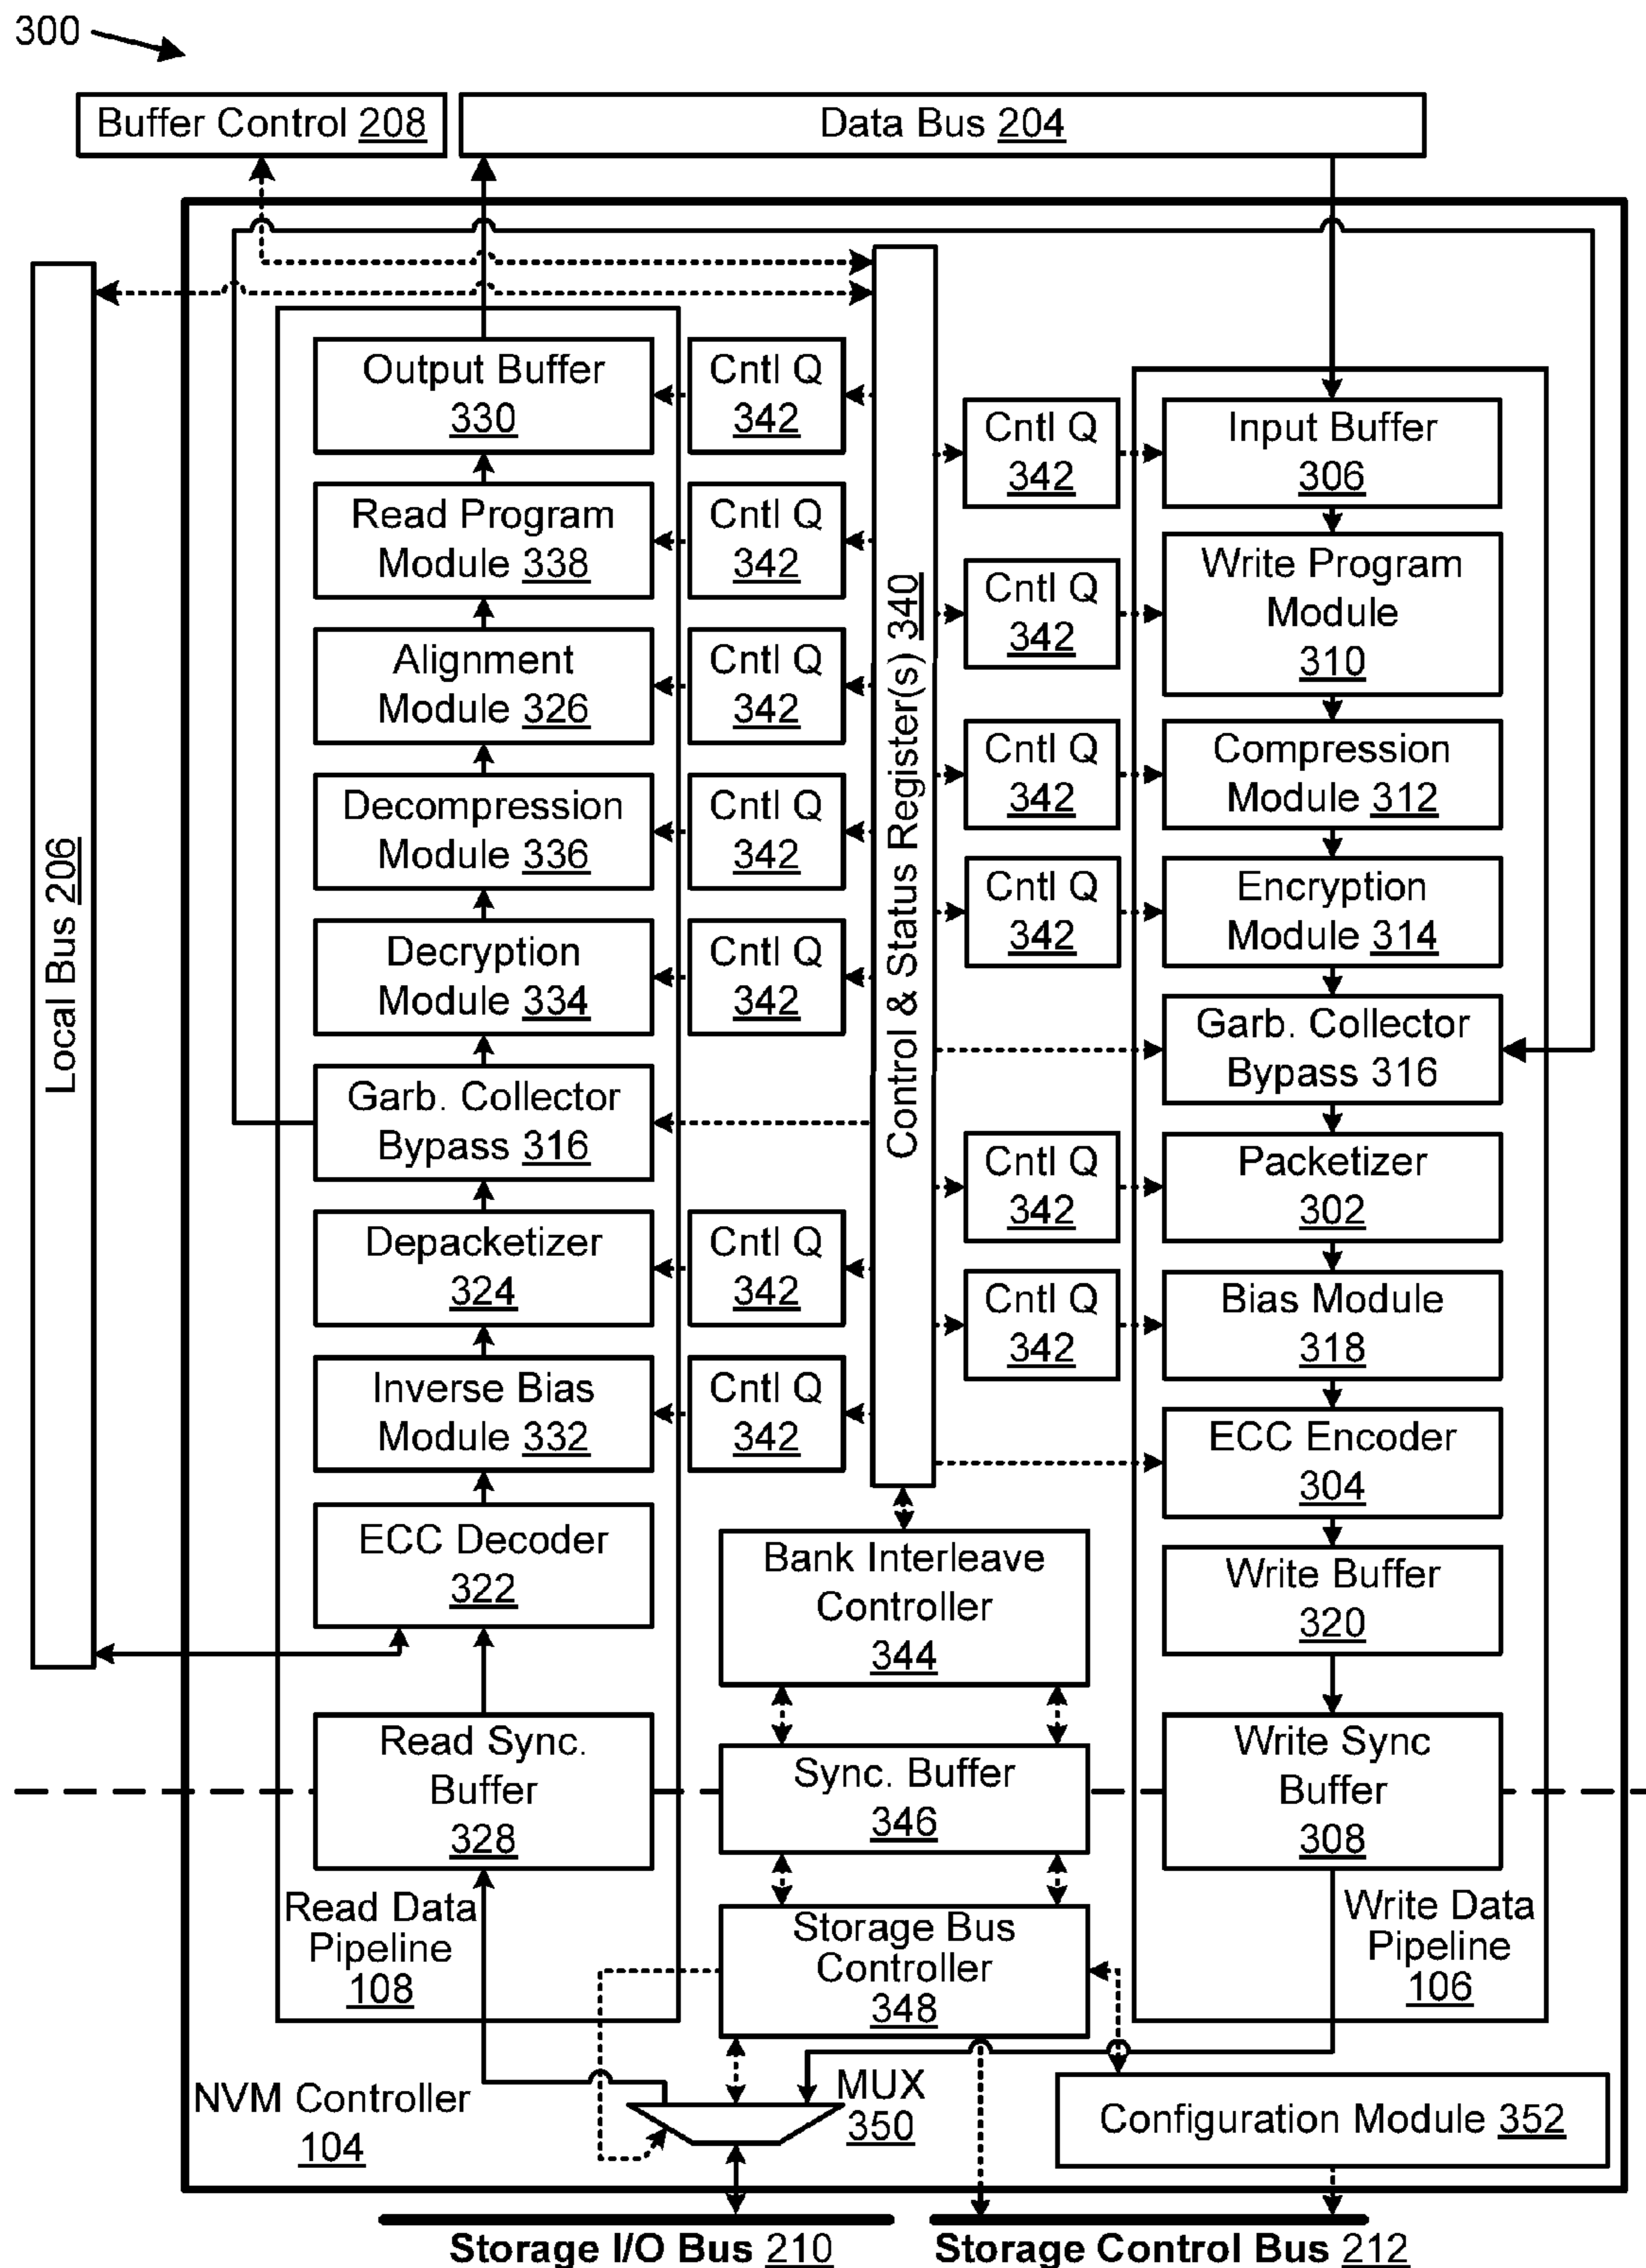 300
Buffer Control 208
Data Bus 204
Local Bus 206
Output Buffer
330
Cntl Q
342
Read Program
Module 338
Cntl Q
342
Alignment
Module 326
Cntl Q
342
Decompression
Module 336
Cntl Q
342
Decryption
Module 334
Cntl Q
342
Garb. Collector
Bypass 316
Depacketizer
324
Cntl Q
342
Inverse Bias
Module 332
Cntl Q
342
ECC Decoder
322
Read Sync.
Buffer
328
Read Data
Pipeline
108
Control & Status Register(s) 340
Cntl Q
342
Input Buffer
306
Cntl Q
342
Write Program
Module
310
Cntl Q
342
Compression
Module 312
Cntl Q
342
Encryption
Module 314
Garb. Collector
Bypass 316
Cntl Q
342
Packetizer
302
Cntl Q
342
Bias Module
318
ECC Encoder
304
Write Buffer
320
Write Sync
Buffer
308
Write Data
Pipeline
106
Bank Interleave
Controller
344
Sync. Buffer
346
Storage Bus
Controller
348
MUX
350
NVM Controller
104
Configuration Module 352
Storage I/O Bus 210
Storage Control Bus 212